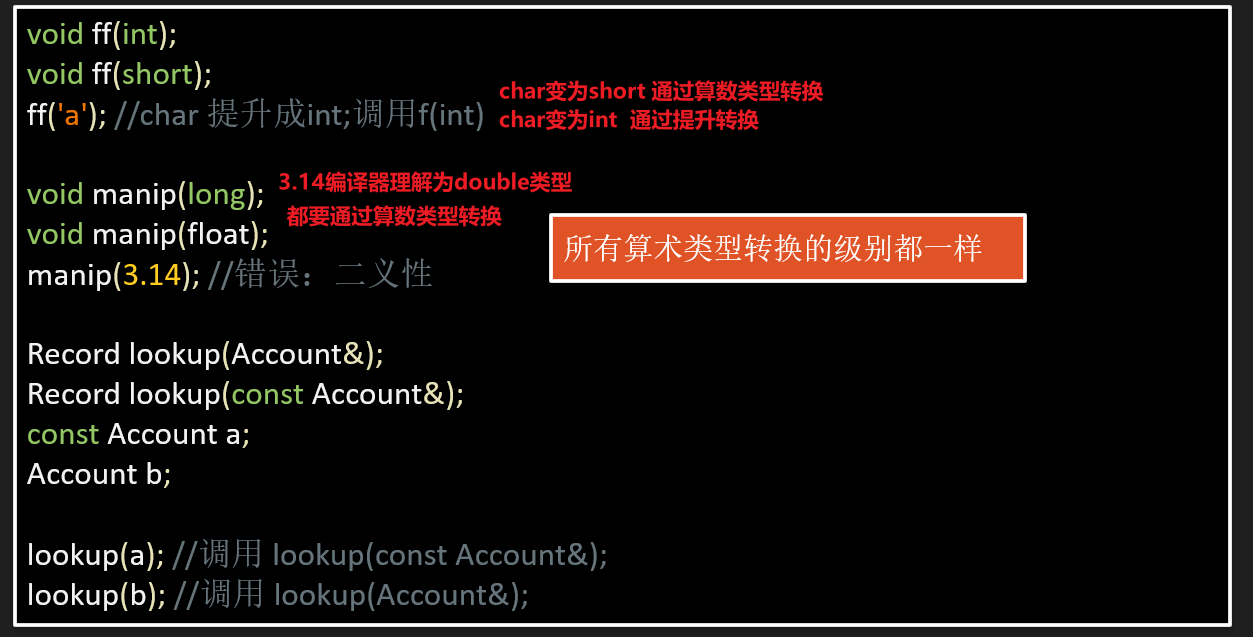 void ff(int);
void ff(short);
ff('a'); //char 提升成int;调用f(int)
char变为short 通过算数类型转换
char变为int 通过提升转换
void manip(long);
void manip(float);
manip(3.14); //错误：二义性
3.14编译器理解为double类型
都要通过算数类型转换
所有算术类型转换的级别都一样
Record lookup(Account&);
Record lookup(const Account&);
const Account a;
Account b;
lookup(a); //调用 lookup(const Account&);
lookup(b); //调用 lookup(Account&);